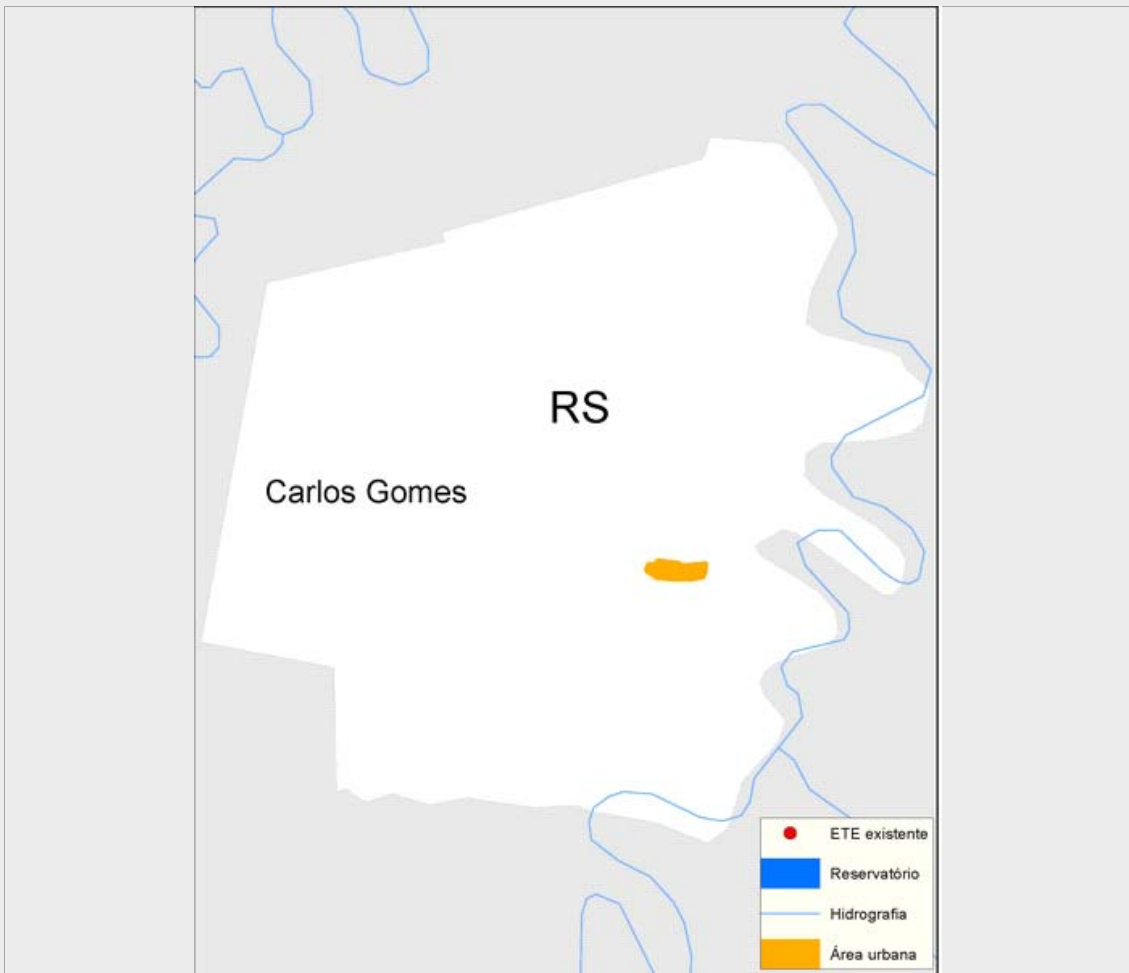 RS
Carlos Gomes
ETE existente
Reservatório
Hidrografia
Área urbana